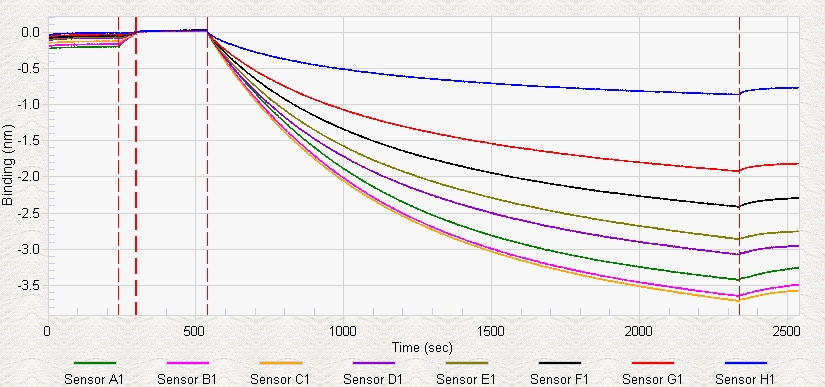 0.0
-0.5
-1.0
-1.5
-2.0
-2.5
-3.0
-3.5
Binding (nm)
0 500 1000 1500 2000 2500
Time (sec)
Sensor A1 Sensor B1 Sensor C1 Sensor D1 Sensor E1 Sensor F1 Sensor G1 Sensor H1